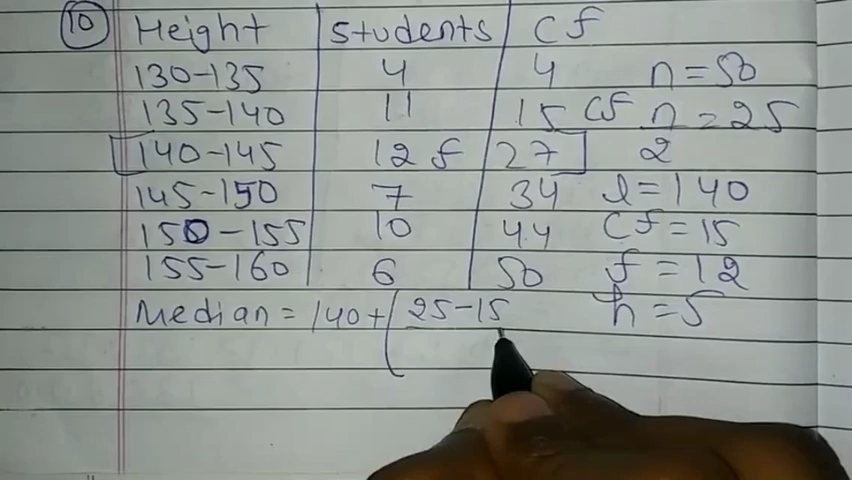 10 Height Students cf
130-135 4 4 n=50
135-140 11 15 cf n = 25
140-145 12 f 27 2
145-150 7 34 l=140
150-155 10 44 cf=15
155-160 6 50 f=12
Median = 140+( 25-15 h=5